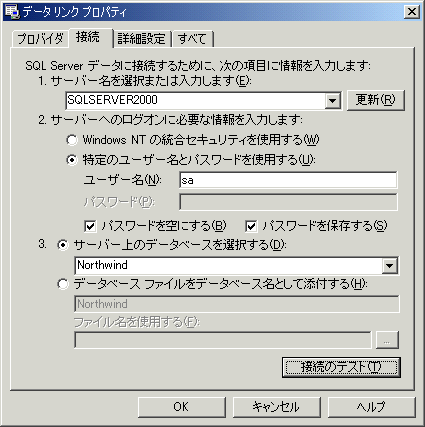 データ リンク プロパティ
プロバイダ 接続 詳細設定 すべて
SQL Server データに接続するために、次の項目に情報を入力します:
1. サーバー名を選択または入力します(E):
SQLSERVER2000 更新(R)
2. サーバーへのログオンに必要な情報を入力します:
Windows NT の統合セキュリティを使用する(W)
特定のユーザー名とパスワードを使用する(U):
ユーザー名(N): sa
パスワード(P):
パスワードを空にする(B) パスワードを保存する(S)
3. サーバー上のデータベースを選択する(D):
Northwind
データベース ファイルをデータベース名として添付する(H):
Northwind
ファイル名を使用する(F):
...
接続のテスト(T)
OK キャンセル ヘルプ